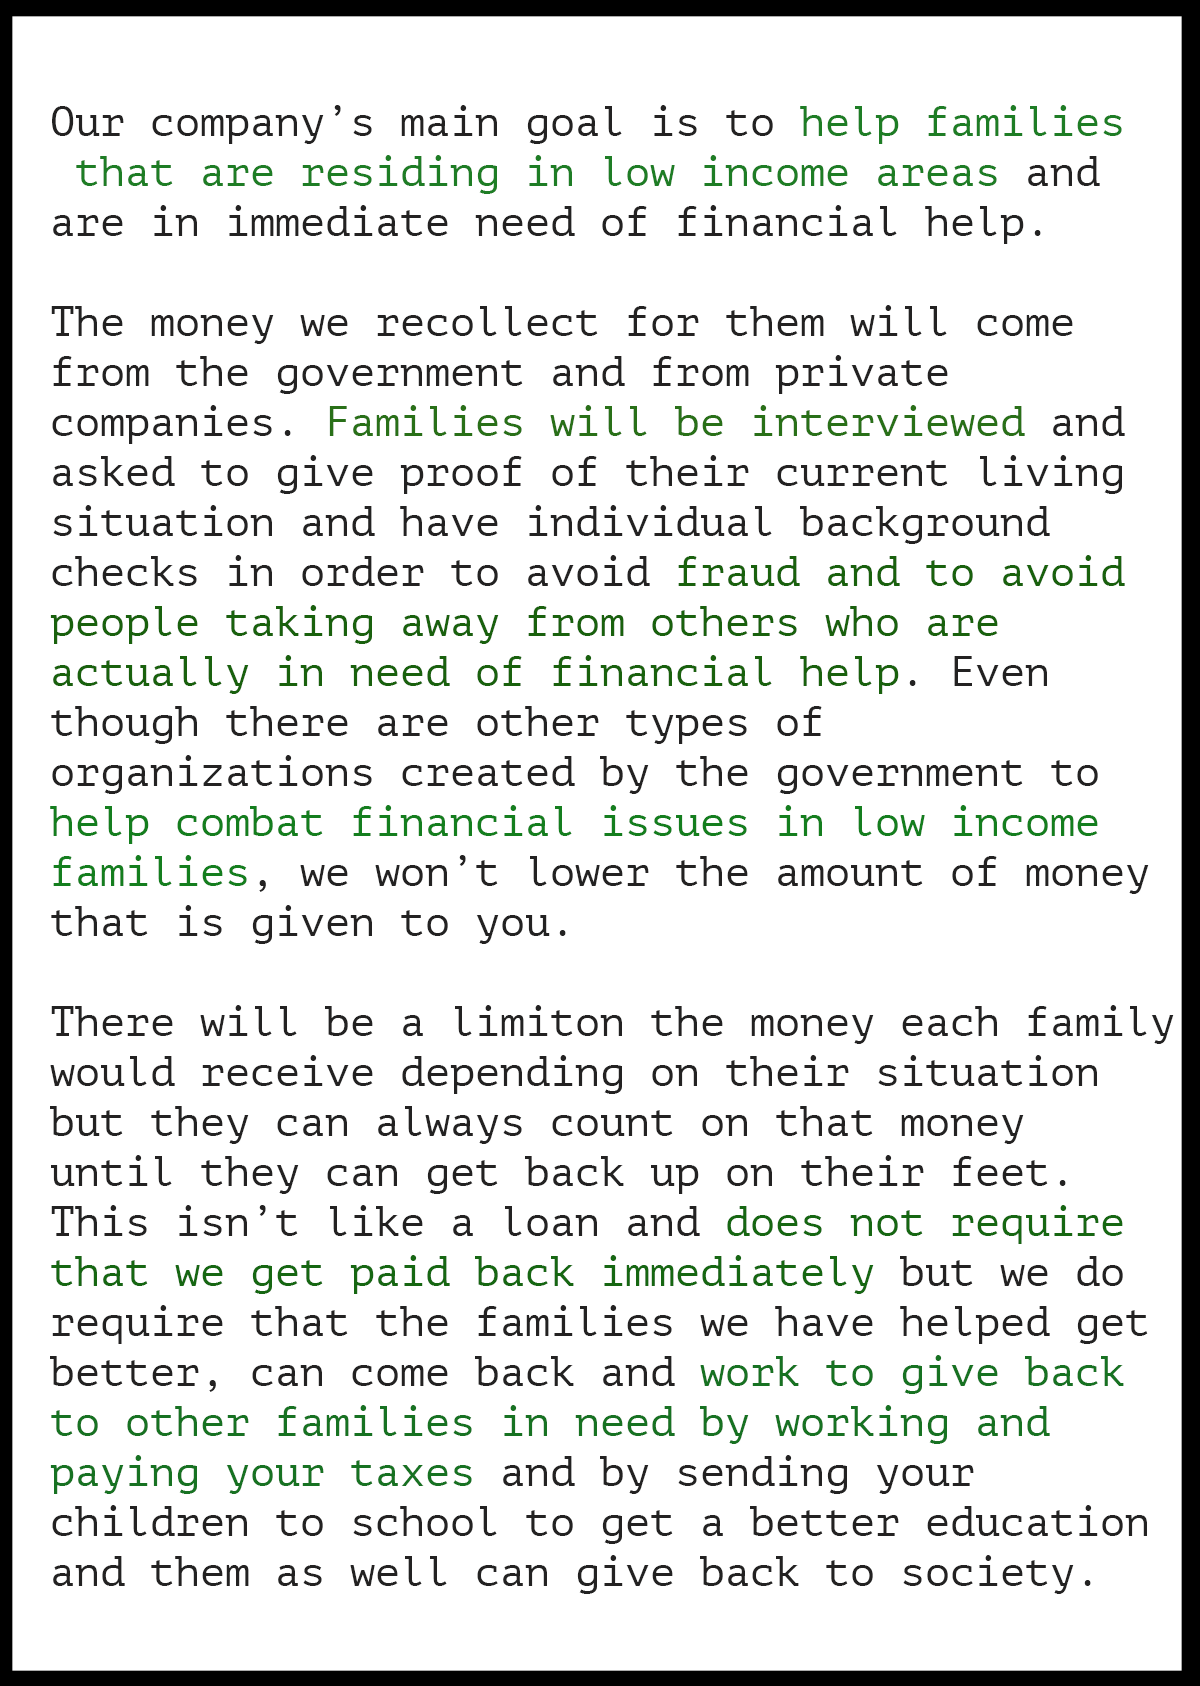 Our company’s main goal is to help families
that are residing in low income areas and
are in immediate need of financial help.
The money we recollect for them will come
from the government and from private
companies. Families will be interviewed and
asked to give proof of their current living
situation and have individual background
checks in order to avoid fraud and to avoid
people taking away from others who are
actually in need of financial help. Even
though there are other types of
organizations created by the government to
help combat financial issues in low income
families, we won’t lower the amount of money
that is given to you.
There will be a limiton the money each family
would receive depending on their situation
but they can always count on that money
until they can get back up on their feet.
This isn’t like a loan and does not require
that we get paid back immediately but we do
require that the families we have helped get
better, can come back and work to give back
to other families in need by working and
paying your taxes and by sending your
children to school to get a better education
and them as well can give back to society.